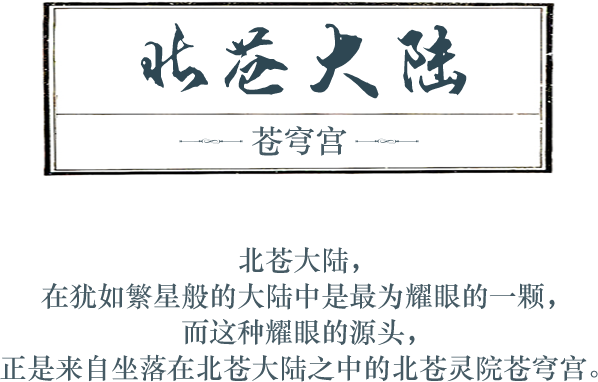 北苍大陆
苍穹宫
北苍大陆，
在犹如繁星般的大陆中是最为耀眼的一颗，
而这种耀眼的源头，
正是来自坐落在北苍大陆之中的北苍灵院苍穹宫。